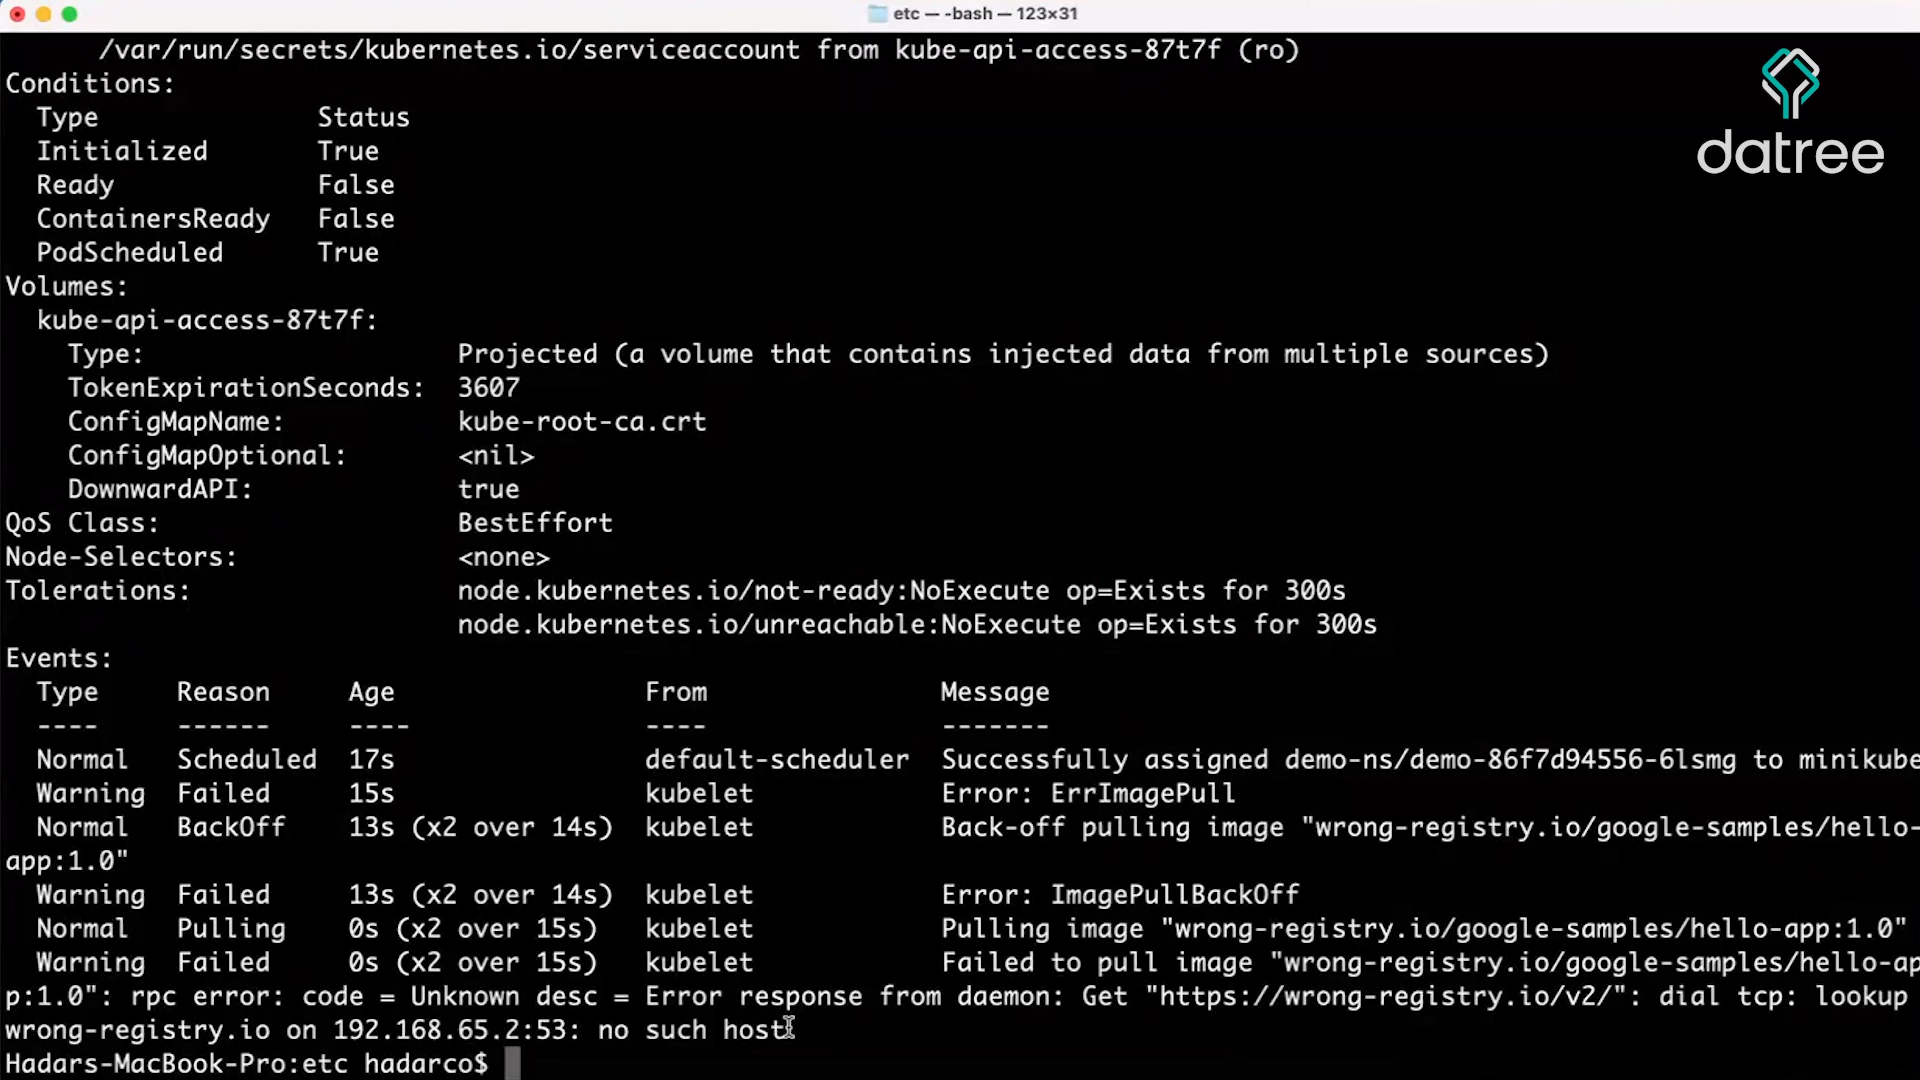 etc — -bash — 123×31
/var/run/secrets/kubernetes.io/serviceaccount from kube-api-access-87t7f (ro)
datree
Conditions:
Type Status
Initialized True
Ready False
ContainersReady False
PodScheduled True
Volumes:
kube-api-access-87t7f:
Type: Projected (a volume that contains injected data from multiple sources)
TokenExpirationSeconds: 3607
ConfigMapName: kube-root-ca.crt
ConfigMapOptional: <nil>
DownwardAPI: true
QoS Class: BestEffort
Node-Selectors: <none>
Tolerations: node.kubernetes.io/not-ready:NoExecute op=Exists for 300s
node.kubernetes.io/unreachable:NoExecute op=Exists for 300s
Events:
Type Reason Age From Message
---- ------ ---- ---- -------
Normal Scheduled 17s default-scheduler Successfully assigned demo-ns/demo-86f7d94556-6lsmg to minikube
Warning Failed 15s kubelet Error: ErrImagePull
Normal BackOff 13s (x2 over 14s) kubelet Back-off pulling image "wrong-registry.io/google-samples/hello-
app:1.0"
Warning Failed 13s (x2 over 14s) kubelet Error: ImagePullBackOff
Normal Pulling 0s (x2 over 15s) kubelet Pulling image "wrong-registry.io/google-samples/hello-app:1.0"
Warning Failed 0s (x2 over 15s) kubelet Failed to pull image "wrong-registry.io/google-samples/hello-ap
p:1.0": rpc error: code = Unknown desc = Error response from daemon: Get "https://wrong-registry.io/v2/": dial tcp: lookup
wrong-registry.io on 192.168.65.2:53: no such host
Hadars-MacBook-Pro:etc hadarco$